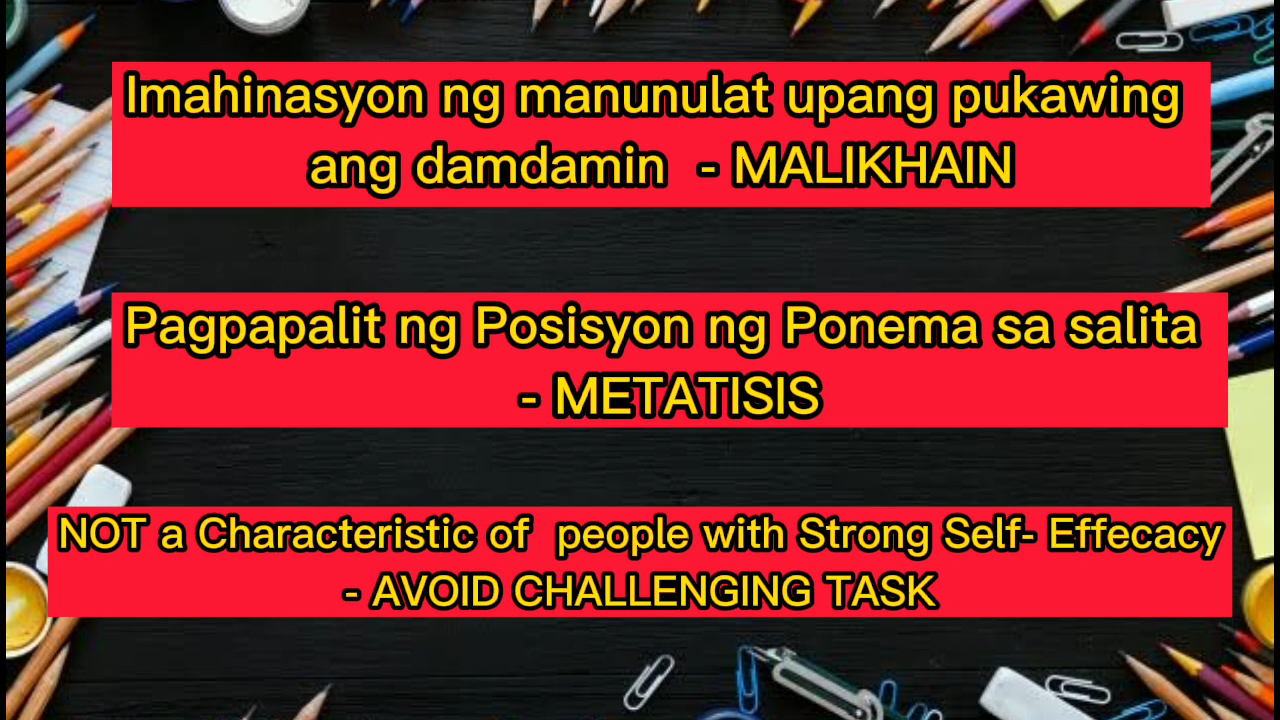 Imahinasyon ng manunulat upang pukawing
ang damdamin - MALIKHAIN
Pagpapalit ng Posisyon ng Ponema sa salita
- METATISIS
NOT a Characteristic of people with Strong Self- Effecacy
- AVOID CHALLENGING TASK